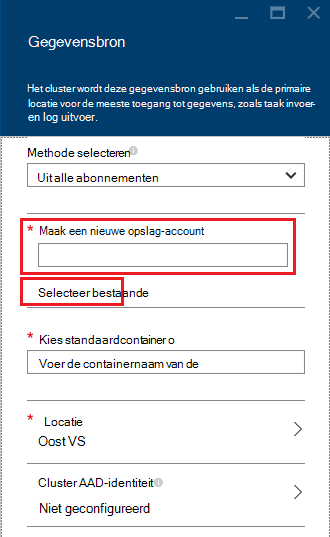 Gegevensbron
Het cluster wordt deze gegevensbron gebruiken als de primaire
locatie voor de meeste toegang tot gegevens, zoals taak invoer-
en log uitvoer.
Methode selecteren
Uit alle abonnementen
* Maak een nieuwe opslag-account
Selecteer bestaande
* Kies standaardcontainer o
Voer de containernaam van de
* Locatie
Oost VS
Cluster AAD-identiteit
Niet geconfigureerd